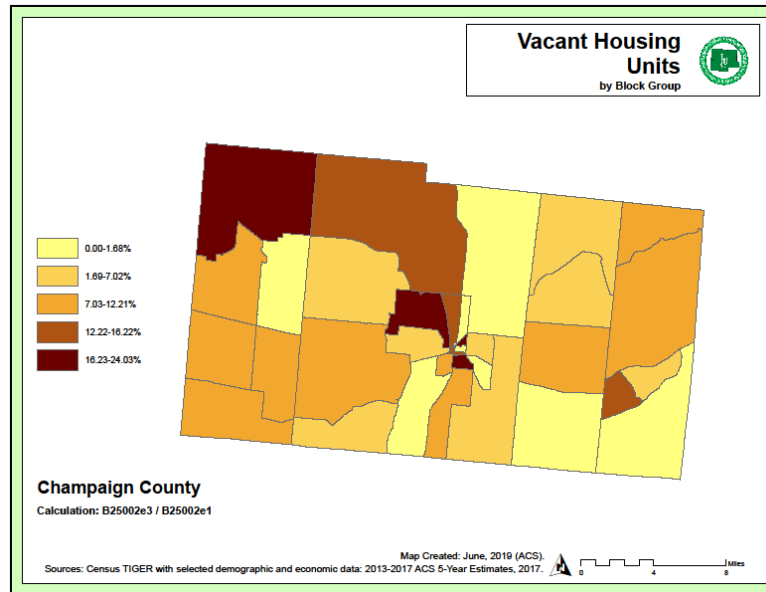 Vacant Housing
Units
by Block Group
0.00-1.68%
1.69-7.02%
7.03-12.21%
12.22-16.22%
16.23-24.03%
Champaign County
Calculation: B25002e3 / B25002e1
Map Created: June, 2019 (ACS).
Sources: Census TIGER with selected demographic and economic data: 2013-2017 ACS 5-Year Estimates, 2017.
Miles
0 4 8